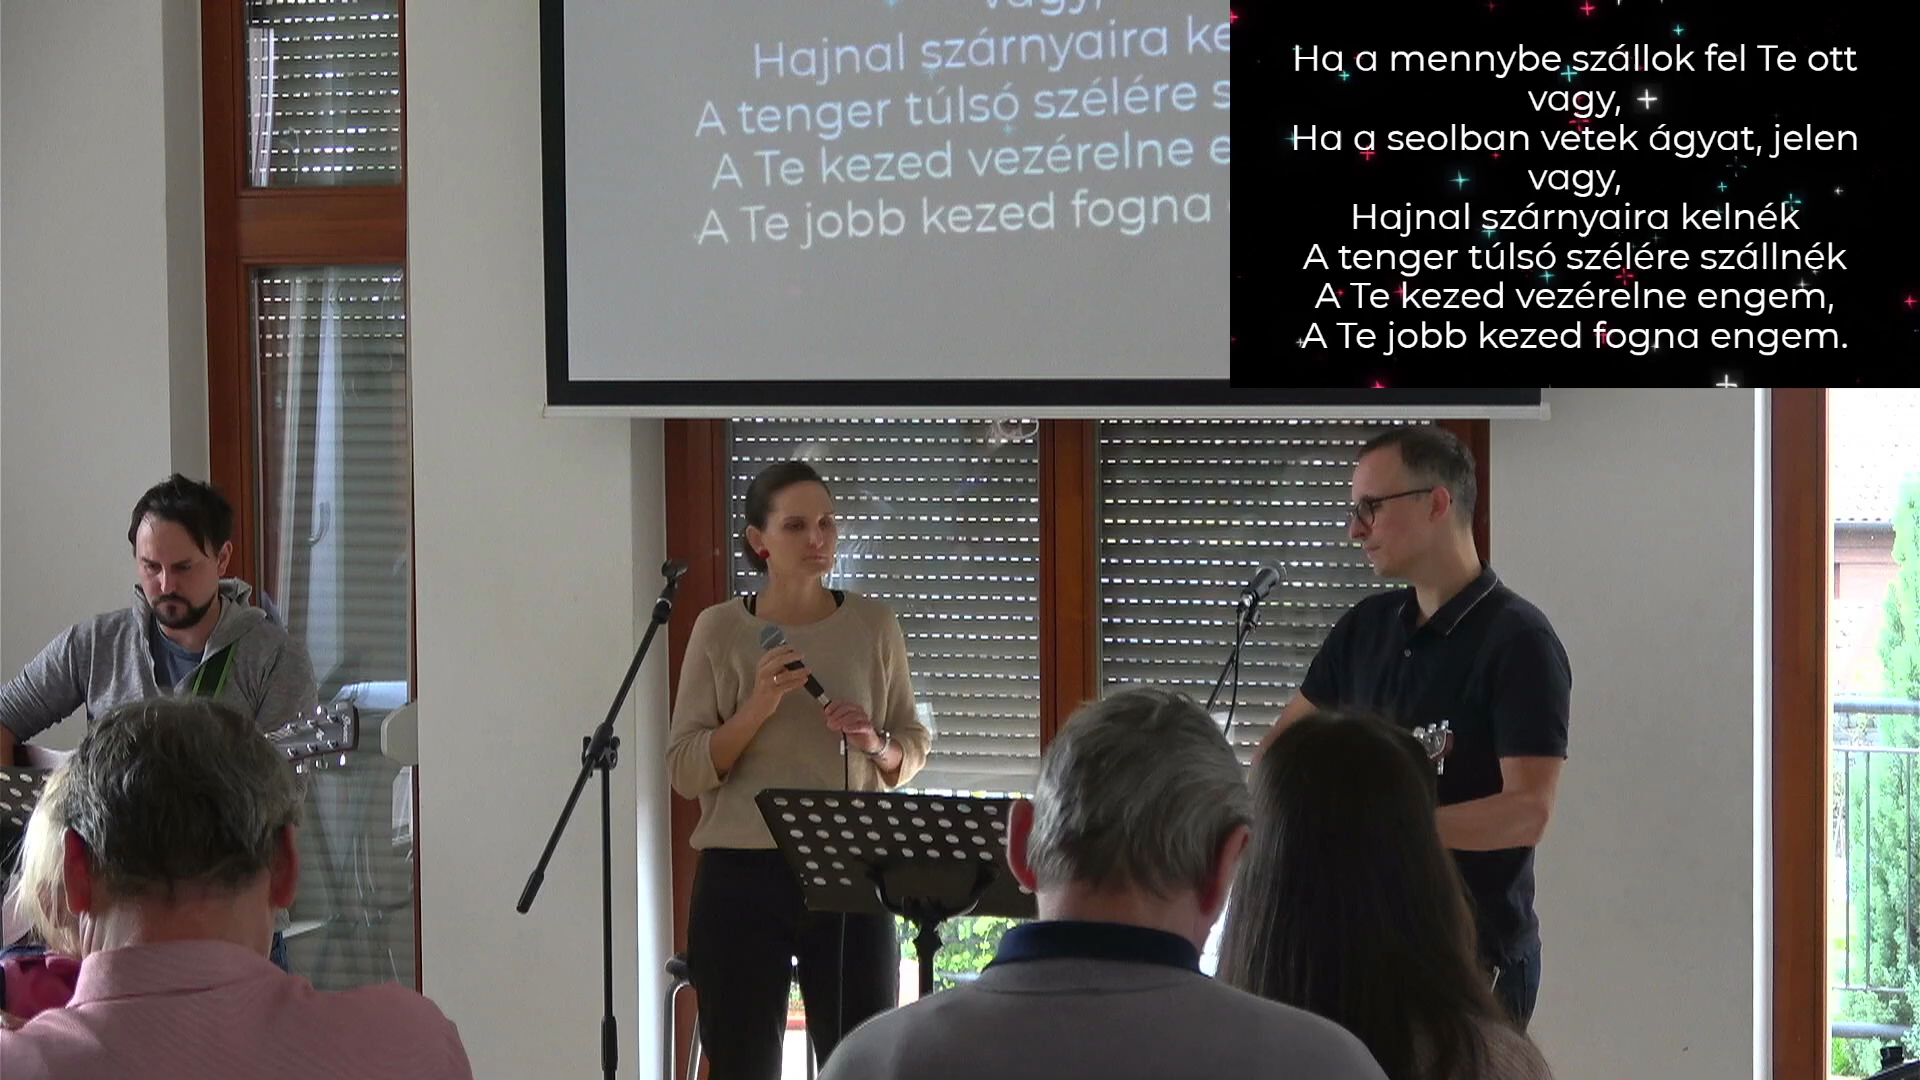 vagy,
Hajnal szárnyaira ke
A tenger túlsó szélére s
A Te kezed vezérelne e
A Te jobb kezed fogna
Ha a mennybe szállok fel Te ott
vagy,
Ha a seolban vetek ágyat, jelen
vagy,
Hajnal szárnyaira kelnék
A tenger túlsó szélére szállnék
A Te kezed vezérelne engem,
A Te jobb kezed fogna engem.